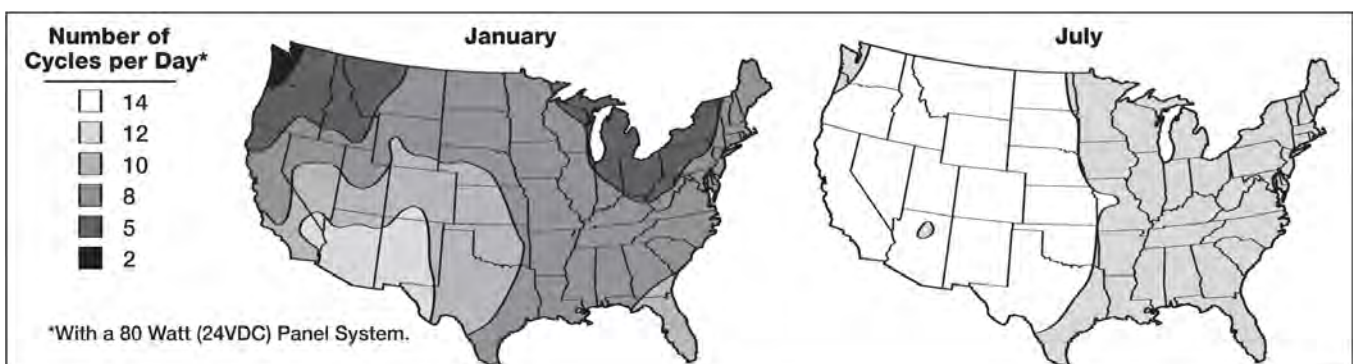 Number of
Cycles per Day*
14
12
10
8
5
2
*With a 80 Watt (24VDC) Panel System.
January
July